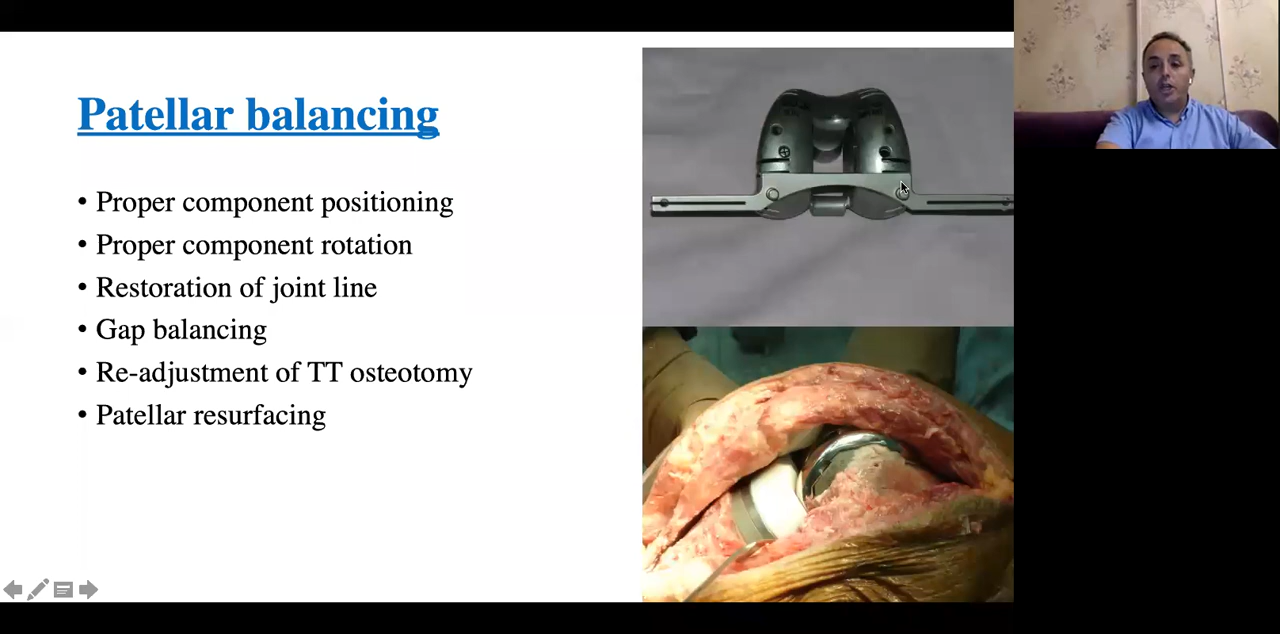 Patellar balancing
• Proper component positioning
• Proper component rotation
• Restoration of joint line
• Gap balancing
• Re-adjustment of TT osteotomy
• Patellar resurfacing